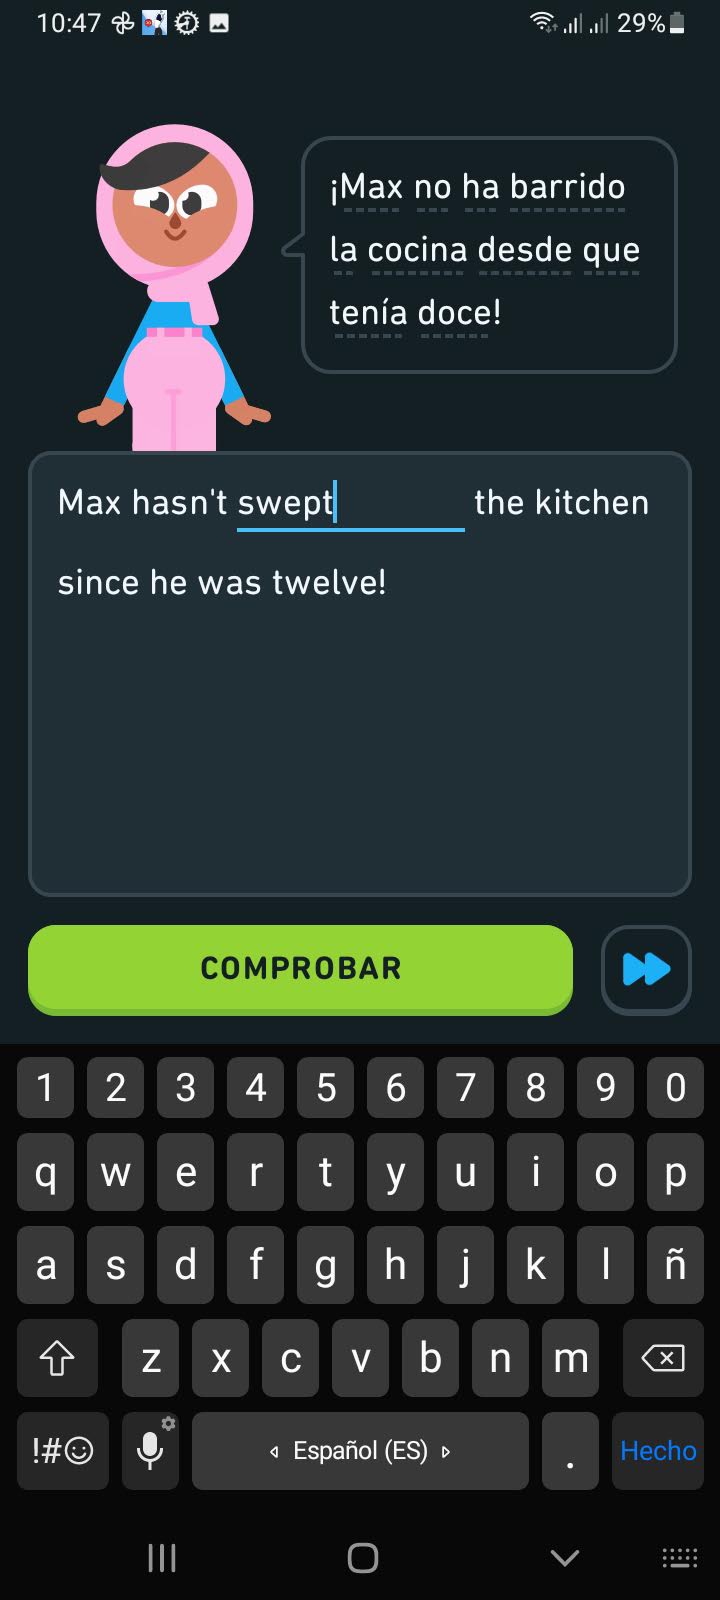 10:47 29%
¡Max no ha barrido
la cocina desde que
tenía doce!
Max hasn't swept the kitchen
since he was twelve!
COMPROBAR
1 2 3 4 5 6 7 8 9 0
q w e r t y u i o p
a s d f g h j k l ñ
z x c v b n m
!#☺ Español (ES) . Hecho